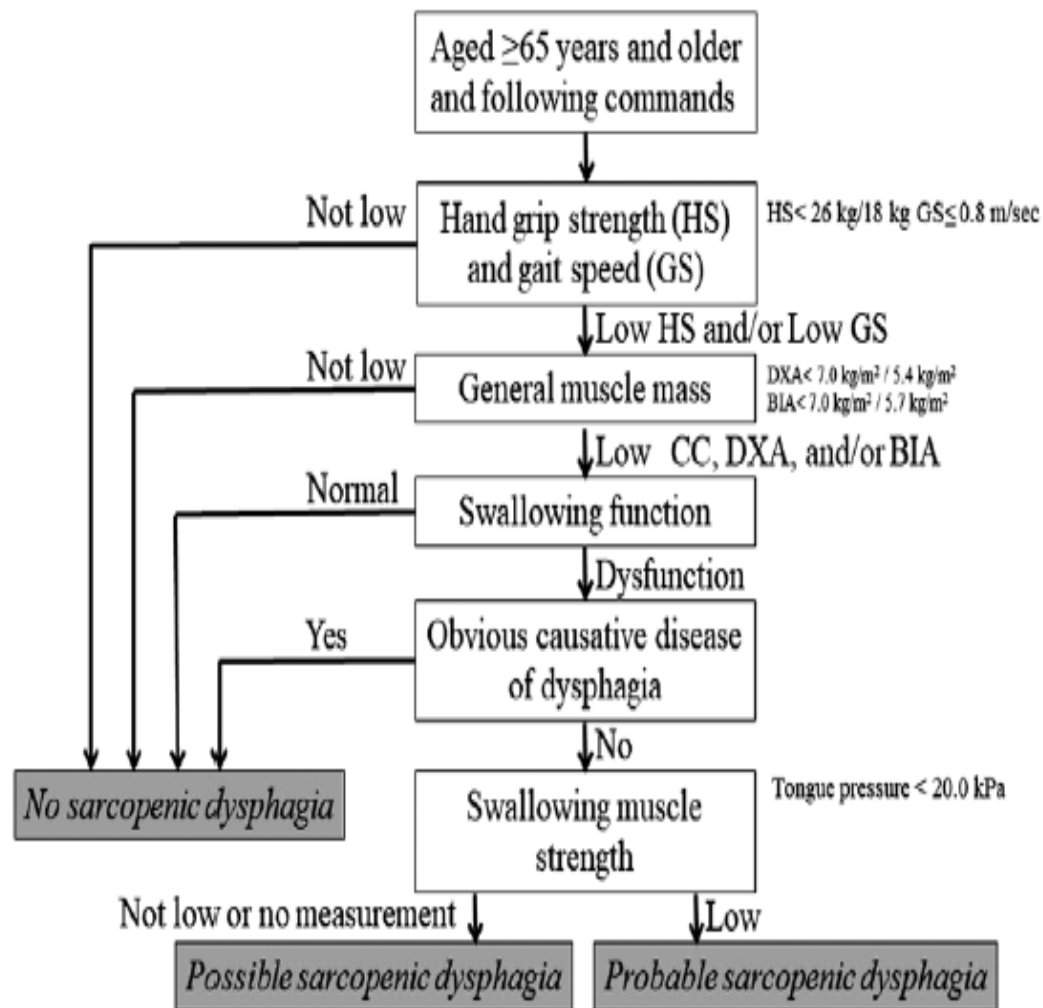 Aged ≥65 years and older
and following commands
Not low
Hand grip strength (HS)
and gait speed (GS)
HS< 26 kg/18 kg GS≦0.8 m/sec
Low HS and/or Low GS
Not low
General muscle mass
DXA< 7.0 kg/m² / 5.4 kg/m²
BIA< 7.0 kg/m² / 5.7 kg/m²
Low CC, DXA, and/or BIA
Normal
Swallowing function
Dysfunction
Yes
Obvious causative disease
of dysphagia
No
No sarcopenic dysphagia
Swallowing muscle
strength
Tongue pressure < 20.0 kPa
Not low or no measurement
Low
Possible sarcopenic dysphagia
Probable sarcopenic dysphagia